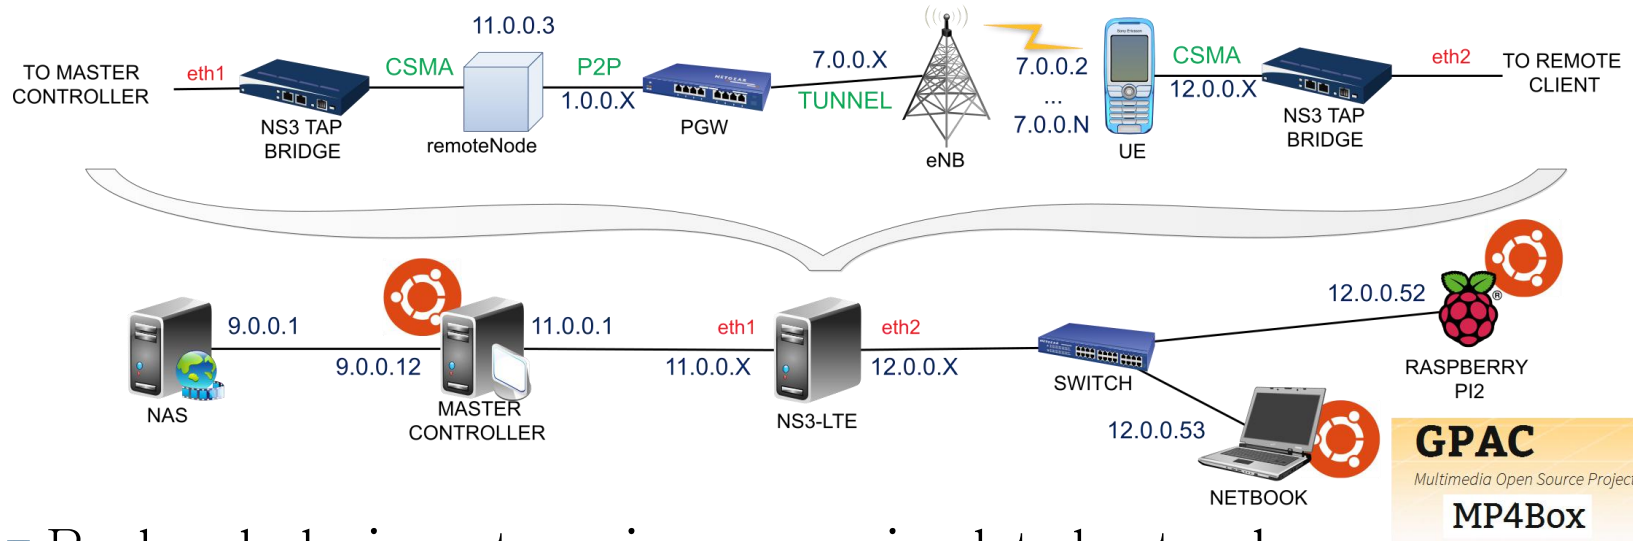 11.0.0.3
TO MASTER
CONTROLLER
eth1
CSMA
P2P
1.0.0.X
7.0.0.X
TUNNEL
7.0.0.2
...
7.0.0.N
CSMA
12.0.0.X
eth2
TO REMOTE
CLIENT
NS3 TAP
BRIDGE
remoteNode
NETGEAR
PGW
eNB
Sony Ericsson
UE
NS3 TAP
BRIDGE
9.0.0.1
9.0.0.12
11.0.0.1
eth1
11.0.0.X
eth2
12.0.0.X
12.0.0.52
®
NAS
MASTER
CONTROLLER
NS3-LTE
SWITCH
RASPBERRY
PI2
12.0.0.53
NETBOOK
GPAC
Multimedia Open Source Project
MP4Box